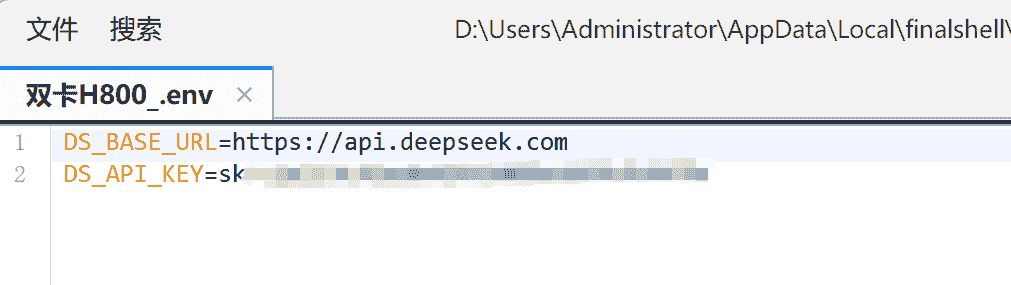 文件 搜索 D:\Users\Administrator\AppData\Local\finalshell\
双卡H800_.env ×
1 DS_BASE_URL=https://api.deepseek.com
2 DS_API_KEY=sk